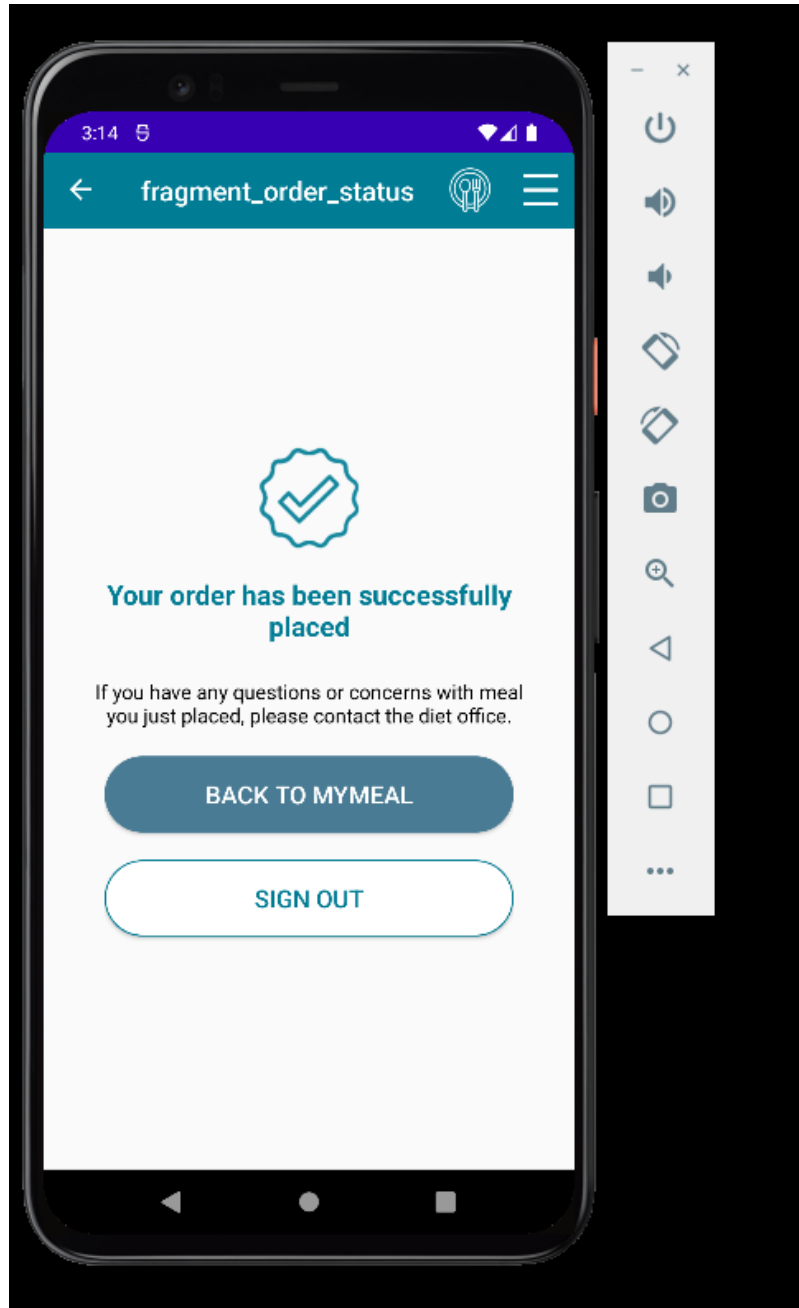 3:14
fragment_order_status
Your order has been successfully
placed
If you have any questions or concerns with meal
you just placed, please contact the diet office.
BACK TO MYMEAL
SIGN OUT